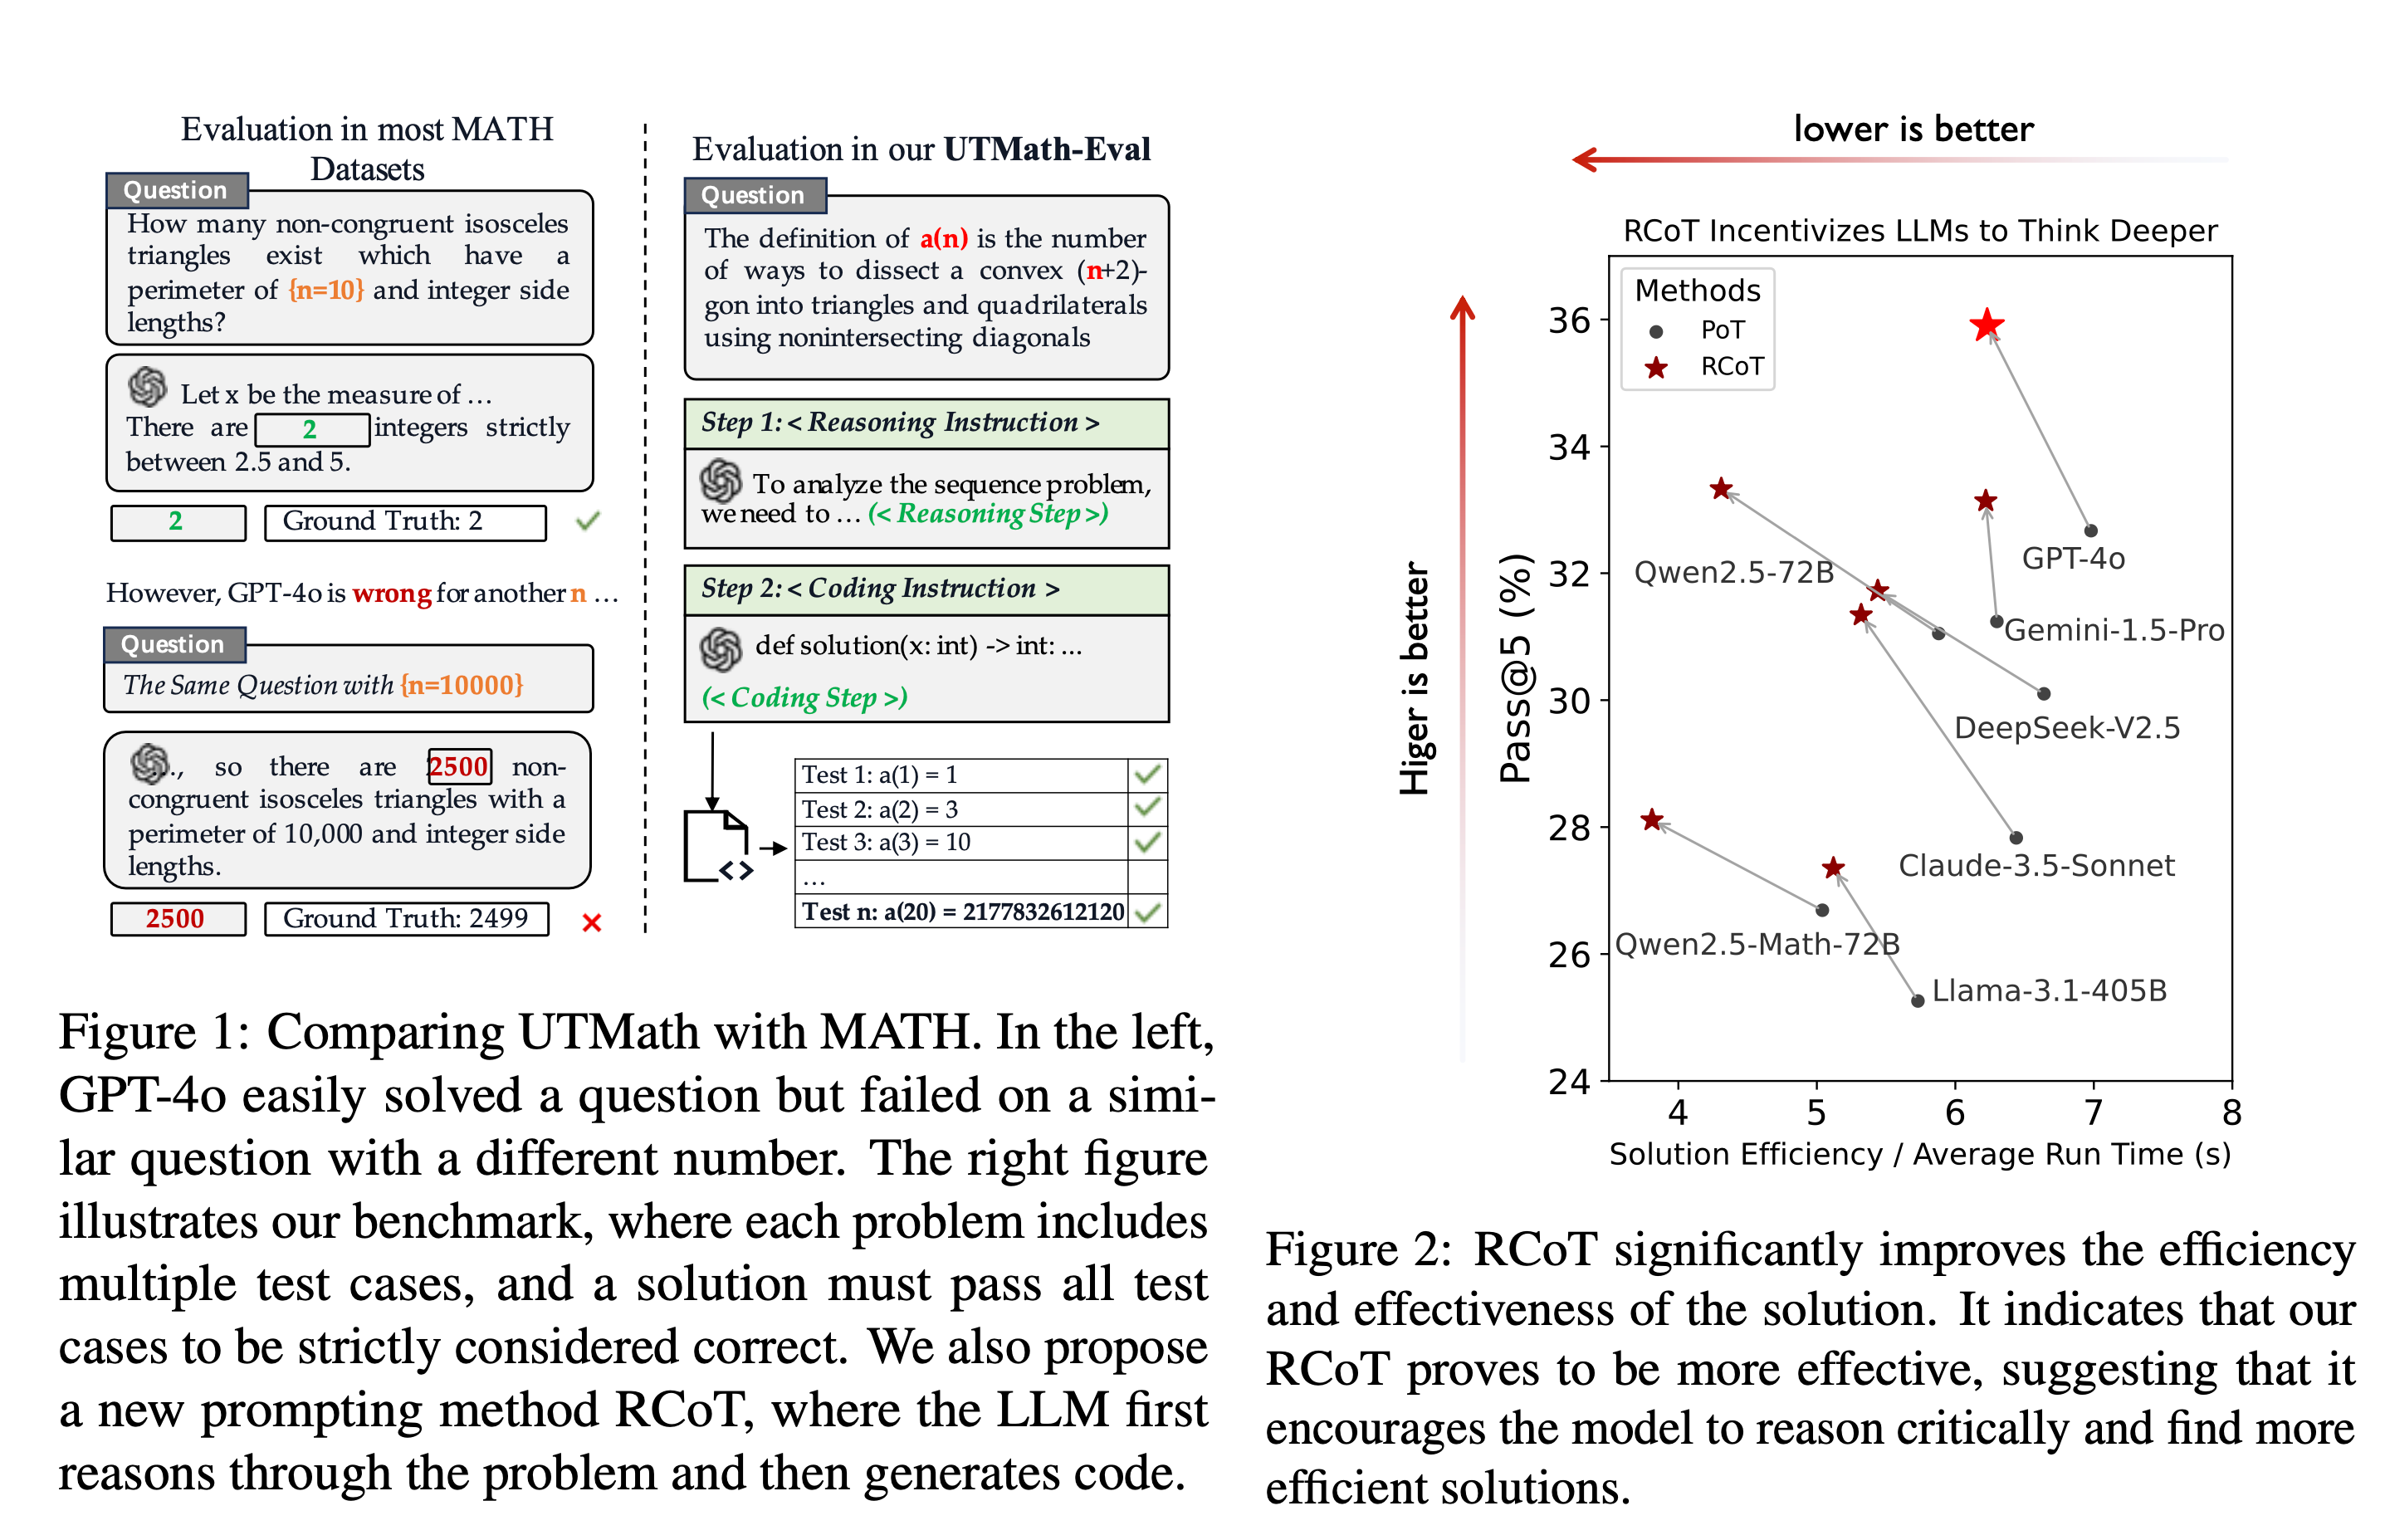 Evaluation in most MATH
Datasets
Question
How many non-congruent isosceles
triangles exist which have a
perimeter of {n=10} and integer side
lengths?
Let x be the measure of …
There are 2 integers strictly
between 2.5 and 5.
2
Ground Truth: 2
However, GPT-4o is wrong for another n …
Question
The Same Question with {n=10000}
…, so there are 2500 non-
congruent isosceles triangles with a
perimeter of 10,000 and integer side
lengths.
2500
Ground Truth: 2499
Evaluation in our UTMath-Eval
Question
The definition of a(n) is the number
of ways to dissect a convex (n+2)-
gon into triangles and quadrilaterals
using nonintersecting diagonals
Step 1: < Reasoning Instruction >
To analyze the sequence problem,
we need to … (< Reasoning Step >)
Step 2: < Coding Instruction >
def solution(x: int) -> int: …
(< Coding Step >)
<>
Test 1: a(1) = 1
Test 2: a(2) = 3
Test 3: a(3) = 10
…
Test n: a(20) = 2177832612120
Figure 1: Comparing UTMath with MATH. In the left,
GPT-4o easily solved a question but failed on a simi-
lar question with a different number. The right figure
illustrates our benchmark, where each problem includes
multiple test cases, and a solution must pass all test
cases to be strictly considered correct. We also propose
a new prompting method RCoT, where the LLM first
reasons through the problem and then generates code.
lower is better
RCoT Incentivizes LLMs to Think Deeper
Methods
PoT
RCoT
Higer is better
Pass@5 (%)
36
34
32
30
28
26
24
GPT-4o
Qwen2.5-72B
Gemini-1.5-Pro
DeepSeek-V2.5
Claude-3.5-Sonnet
Qwen2.5-Math-72B
Llama-3.1-405B
4 5 6 7 8
Solution Efficiency / Average Run Time (s)
Figure 2: RCoT significantly improves the efficiency
and effectiveness of the solution. It indicates that our
RCoT proves to be more effective, suggesting that it
encourages the model to reason critically and find more
efficient solutions.